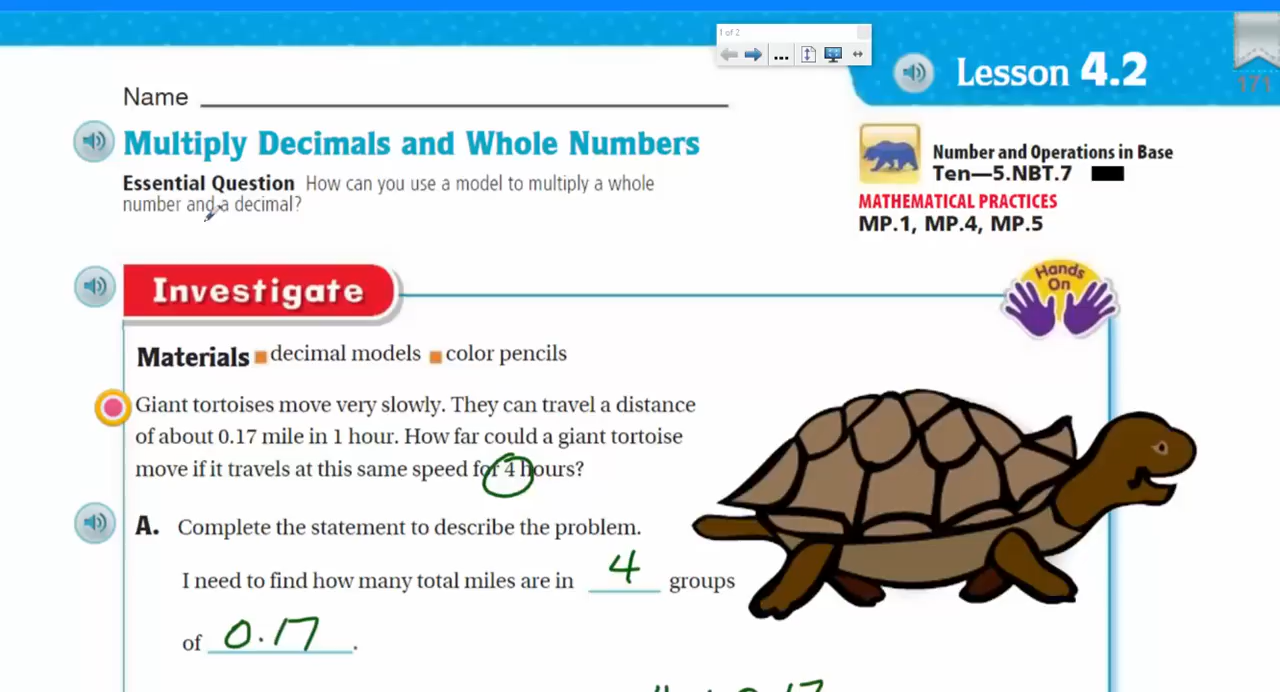 1 of 2
Lesson 4.2
171
Name
Multiply Decimals and Whole Numbers
Essential Question How can you use a model to multiply a whole
number and a decimal?
Number and Operations in Base
Ten—5.NBT.7
MATHEMATICAL PRACTICES
MP.1, MP.4, MP.5
Investigate
Hands
On
Materials ■ decimal models ■ color pencils
Giant tortoises move very slowly. They can travel a distance
of about 0.17 mile in 1 hour. How far could a giant tortoise
move if it travels at this same speed for 4 hours?
A. Complete the statement to describe the problem.
I need to find how many total miles are in 4 groups
of 0.17.